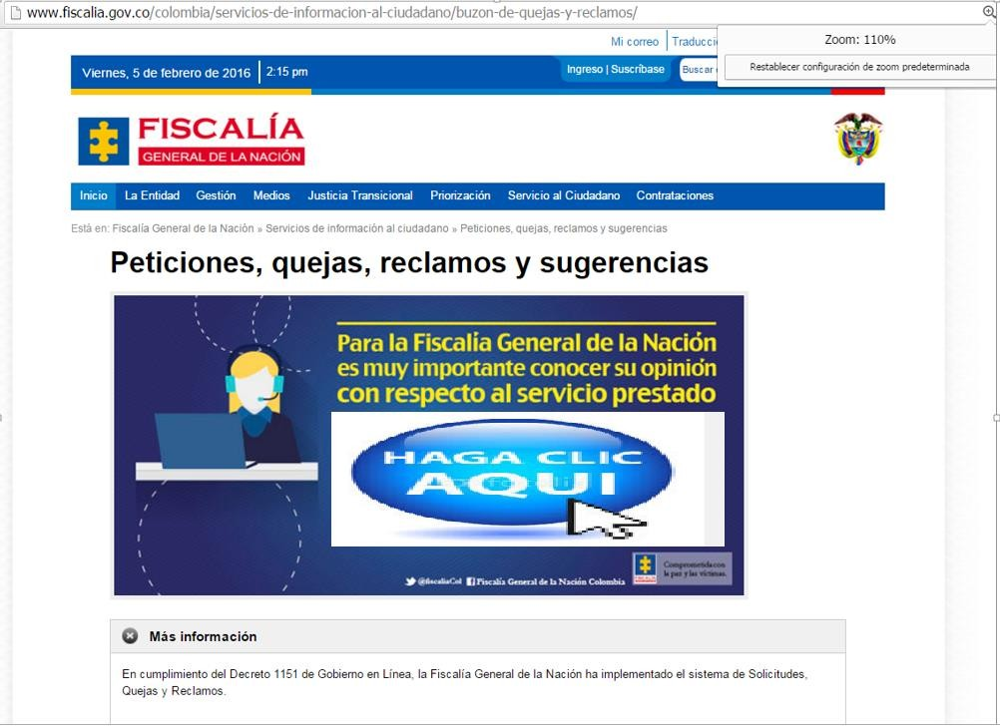 www.fiscalia.gov.co/colombia/servicios-de-informacion-al-ciudadano/buzon-de-quejas-y-reclamos/
Zoom: 110%
Restablecer configuración de zoom predeterminada
Mi correo
Viernes, 5 de febrero de 2016 2:15 pm
Ingreso | Suscríbase
Buscar
FISCALÍA
GENERAL DE LA NACIÓN
Inicio La Entidad Gestión Medios Justicia Transicional Priorización Servicio al Ciudadano Contrataciones
Está en: Fiscalía General de la Nación » Servicios de información al ciudadano » Peticiones, quejas, reclamos y sugerencias
Peticiones, quejas, reclamos y sugerencias
Para la Fiscalía General de la Nación
es muy importante conocer su opinión
con respecto al servicio prestado
HAGA CLIC
AQUI
@fiscaliaCol Fiscalía General de la Nación Colombia
Comprometida con
la paz y las víctimas.
Más información
En cumplimiento del Decreto 1151 de Gobierno en Línea, la Fiscalía General de la Nación ha implementado el sistema de Solicitudes,
Quejas y Reclamos.